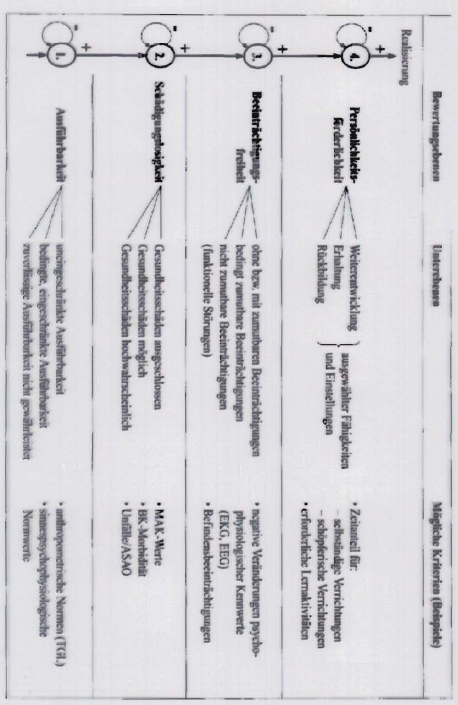 Bewertungsebenen
Unterebenen
Mögliche Kriterien (Beispiele)
Realisierung
4.
+
-
Persönlichkeits-
förderlichkeit
Weiterentwicklung
Erhaltung
Rückbildung
ausgewählter Fähigkeiten
und Einstellungen
• Zeitanteil für:
– selbständige Verrichtungen
– schöpferische Verrichtungen
• erforderliche Lernaktivitäten
3.
+
-
Beeinträchtigungs-
freiheit
ohne bzw. mit zumutbaren Beeinträchtigungen
bedingt zumutbare Beeinträchtigungen
nicht zumutbare Beeinträchtigungen
(funktionelle Störungen)
• negative Veränderungen psycho-
physiologischer Kennwerte
(EKG, EEG)
• Befindensbeeinträchtigungen
2.
+
-
Schädigungslosigkeit
Gesundheitsschäden ausgeschlossen
Gesundheitsschäden möglich
Gesundheitsschäden hochwahrscheinlich
• MAK-Werte
• BK-Morbidität
• Unfälle/ASAO
1.
+
-
Ausführbarkeit
uneingeschränkte Ausführbarkeit
bedingte, eingeschränkte Ausführbarkeit
zuverlässige Ausführbarkeit nicht gewährleistet
• anthropometrische Normen (TGL)
• sinnespsychophysiologische
Normwerte